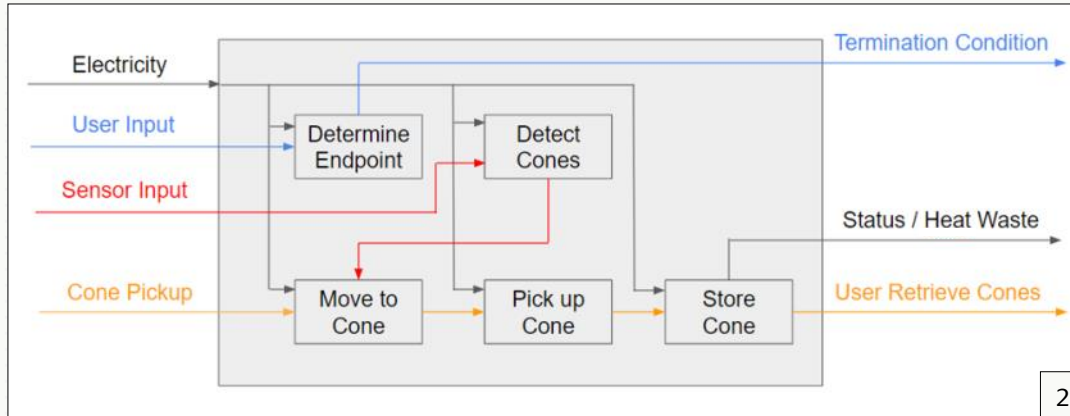 Termination Condition
Electricity
User Input
Determine
Endpoint
Detect
Cones
Sensor Input
Status / Heat Waste
Cone Pickup
Move to
Cone
Pick up
Cone
Store
Cone
User Retrieve Cones
2